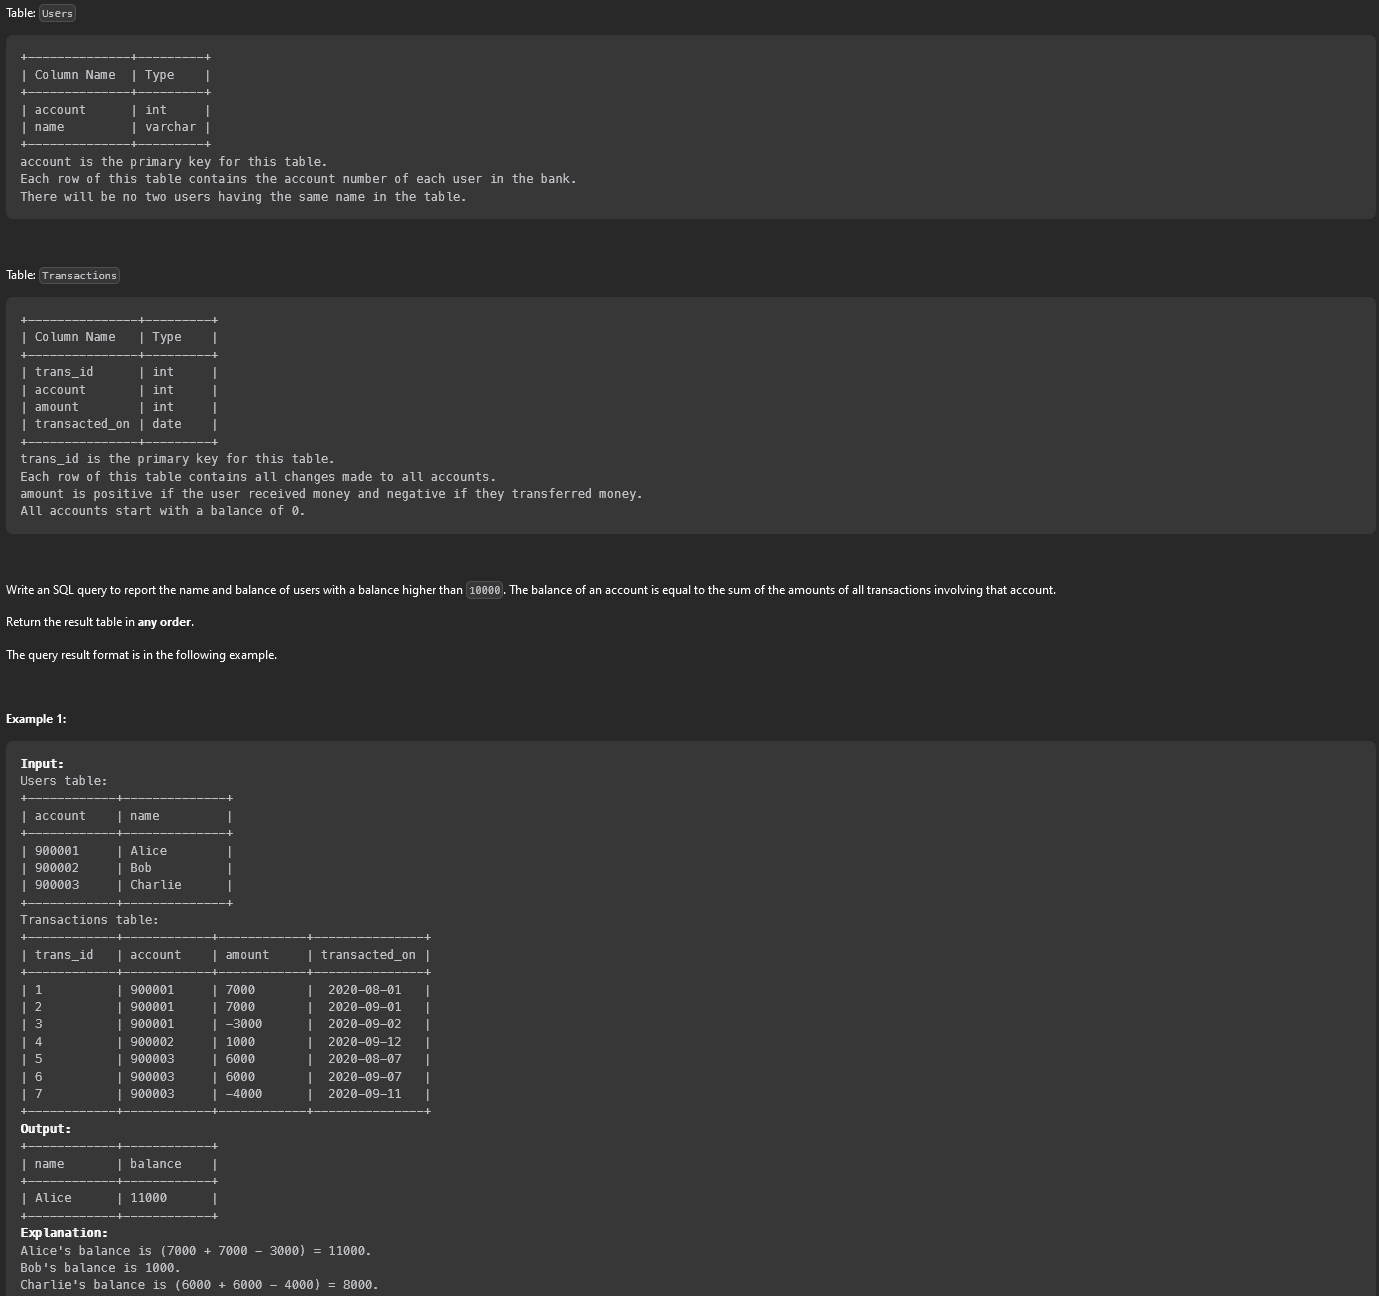 Table: Users
+--------------+---------+
| Column Name  | Type    |
+--------------+---------+
| account      | int     |
| name         | varchar |
+--------------+---------+
account is the primary key for this table.
Each row of this table contains the account number of each user in the bank.
There will be no two users having the same name in the table.
Table: Transactions
+---------------+---------+
| Column Name   | Type    |
+---------------+---------+
| trans_id      | int     |
| account       | int     |
| amount        | int     |
| transacted_on | date    |
+---------------+---------+
trans_id is the primary key for this table.
Each row of this table contains all changes made to all accounts.
amount is positive if the user received money and negative if they transferred money.
All accounts start with a balance of 0.
Write an SQL query to report the name and balance of users with a balance higher than 10000. The balance of an account is equal to the sum of the amounts of all transactions involving that account.
Return the result table in any order.
The query result format is in the following example.
Example 1:
Input:
Users table:
+------------+--------------+
| account    | name         |
+------------+--------------+
| 900001     | Alice        |
| 900002     | Bob          |
| 900003     | Charlie      |
+------------+--------------+
Transactions table:
+------------+------------+------------+---------------+
| trans_id   | account    | amount     | transacted_on |
+------------+------------+------------+---------------+
| 1          | 900001     | 7000       |  2020-08-01   |
| 2          | 900001     | 7000       |  2020-09-01   |
| 3          | 900001     | -3000      |  2020-09-02   |
| 4          | 900002     | 1000       |  2020-09-12   |
| 5          | 900003     | 6000       |  2020-08-07   |
| 6          | 900003     | 6000       |  2020-09-07   |
| 7          | 900003     | -4000      |  2020-09-11   |
+------------+------------+------------+---------------+
Output:
+------------+------------+
| name       | balance    |
+------------+------------+
| Alice      | 11000      |
+------------+------------+
Explanation:
Alice's balance is (7000 + 7000 - 3000) = 11000.
Bob's balance is 1000.
Charlie's balance is (6000 + 6000 - 4000) = 8000.